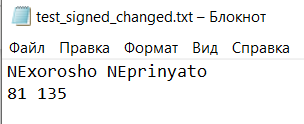 test_signed_changed.txt – Блокнот
Файл Правка Формат Вид Справка
NExorosho NEprinyato
81 135